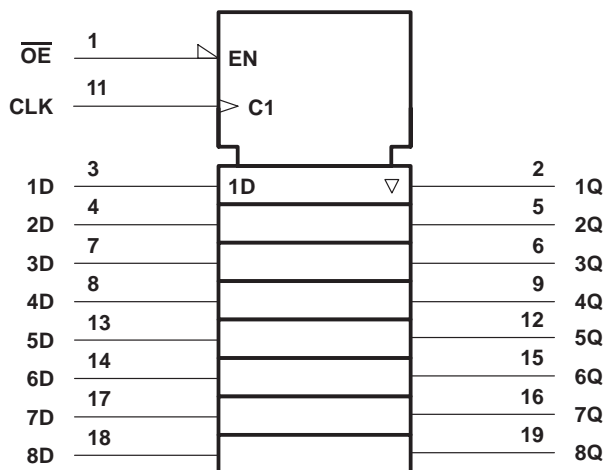 O̅E̅ 1 EN
CLK 11 C1
1D 3 1D 2 1Q
2D 4 5 2Q
3D 7 6 3Q
4D 8 9 4Q
5D 13 12 5Q
6D 14 15 6Q
7D 17 16 7Q
8D 18 19 8Q